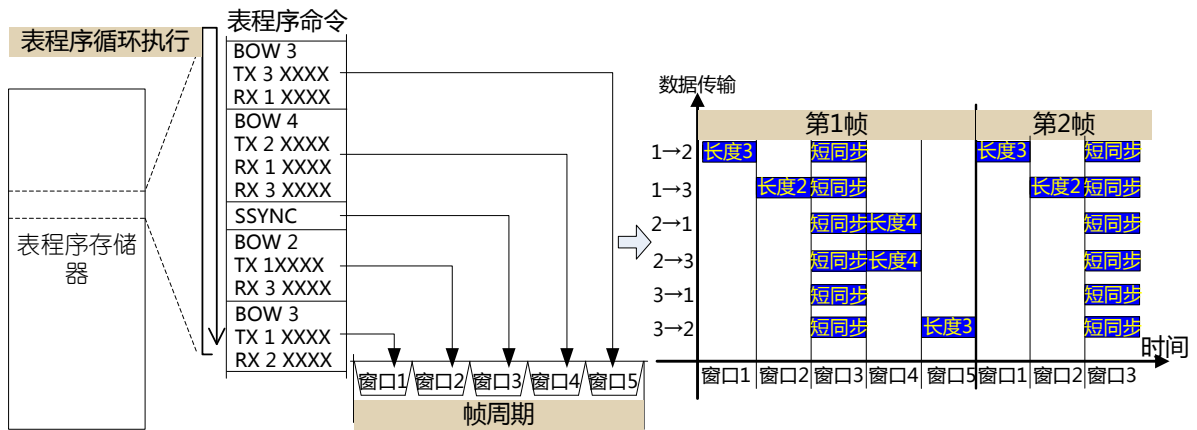 表程序循环执行
表程序存储
器
表程序命令
BOW 3
TX 3 XXXX
RX 1 XXXX
BOW 4
TX 2 XXXX
RX 1 XXXX
RX 3 XXXX
SSYNC
BOW 2
TX 1XXXX
RX 3 XXXX
BOW 3
TX 1 XXXX
RX 2 XXXX
窗口1 窗口2 窗口3 窗口4 窗口5
帧周期
数据传输
第1帧 第2帧
1→2 长度3 短同步 长度3 短同步
1→3 长度2 短同步 长度2 短同步
2→1 短同步 长度4 短同步
2→3 短同步 长度4 短同步
3→1 短同步 短同步
3→2 短同步 长度3 短同步
时间
窗口1 窗口2 窗口3 窗口4 窗口5 窗口1 窗口2 窗口3